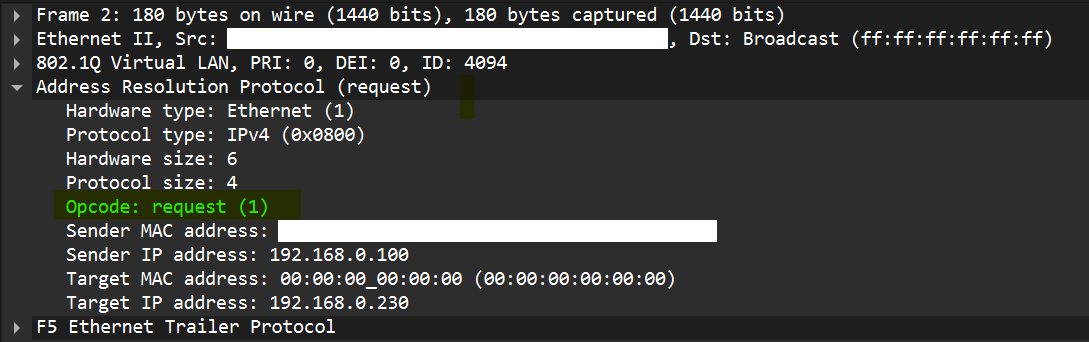 Frame 2: 180 bytes on wire (1440 bits), 180 bytes captured (1440 bits)
Ethernet II, Src: , Dst: Broadcast (ff:ff:ff:ff:ff:ff)
802.1Q Virtual LAN, PRI: 0, DEI: 0, ID: 4094
Address Resolution Protocol (request)
Hardware type: Ethernet (1)
Protocol type: IPv4 (0x0800)
Hardware size: 6
Protocol size: 4
Opcode: request (1)
Sender MAC address:
Sender IP address: 192.168.0.100
Target MAC address: 00:00:00_00:00:00 (00:00:00:00:00:00)
Target IP address: 192.168.0.230
F5 Ethernet Trailer Protocol